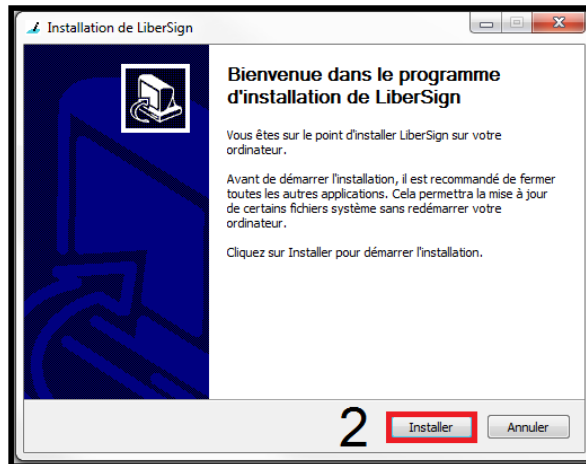 Installation de LiberSign
Bienvenue dans le programme
d'installation de LiberSign
Vous êtes sur le point d'installer LiberSign sur votre
ordinateur.
Avant de démarrer l'installation, il est recommandé de fermer
toutes les autres applications. Cela permettra la mise à jour
de certains fichiers système sans redémarrer votre
ordinateur.
Cliquez sur Installer pour démarrer l'installation.
2 Installer Annuler